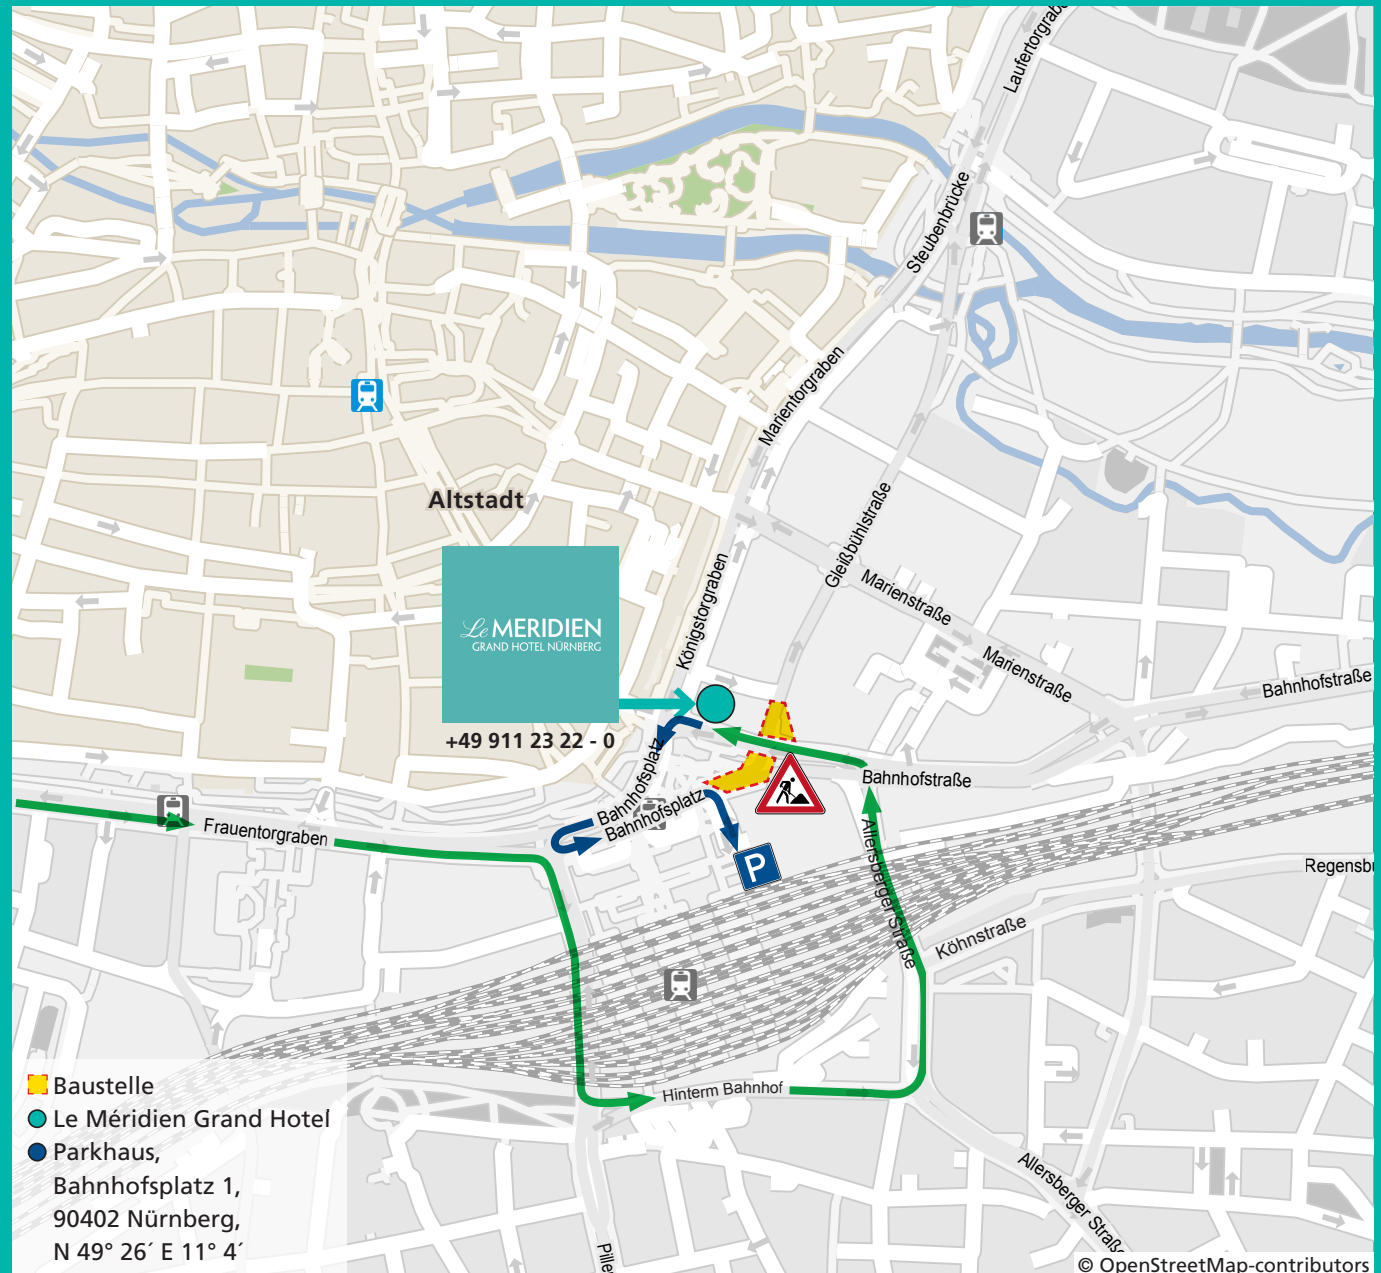 Laufertorgrabe
Steubenbrücke
Marientorgraben
Altstadt
Gleißbühlstraße
Königstorgraben
Marienstraße
Marienstraße
Bahnhofstraße
Le MERIDIEN
GRAND HOTEL NÜRNBERG
+49 911 23 22 - 0
Bahnhofsplatz
Bahnhofsplatz
Bahnhofstraße
Frauentorgraben
P
Allersberger Straße
Regensbu
Köhnstraße
Hinterm Bahnhof
Allersberger Straße
Pille
Baustelle
Le Méridien Grand Hotel
Parkhaus,
Bahnhofsplatz 1,
90402 Nürnberg,
N 49° 26´ E 11° 4´
© OpenStreetMap-contributors